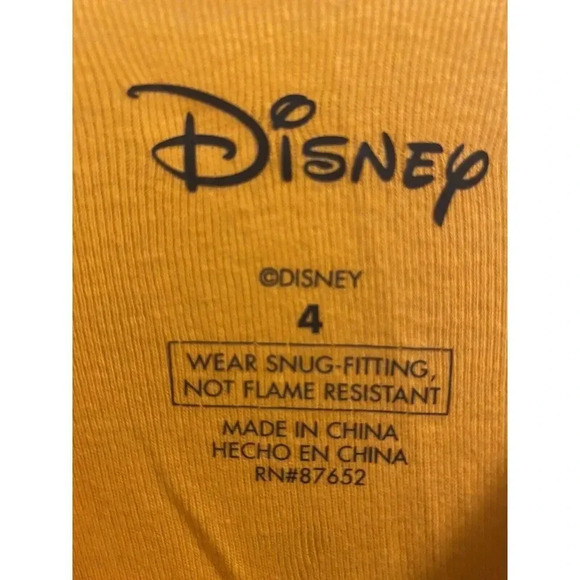 Disney
©DISNEY
4
WEAR SNUG-FITTING,
NOT FLAME RESISTANT
MADE IN CHINA
HECHO EN CHINA
RN#87652